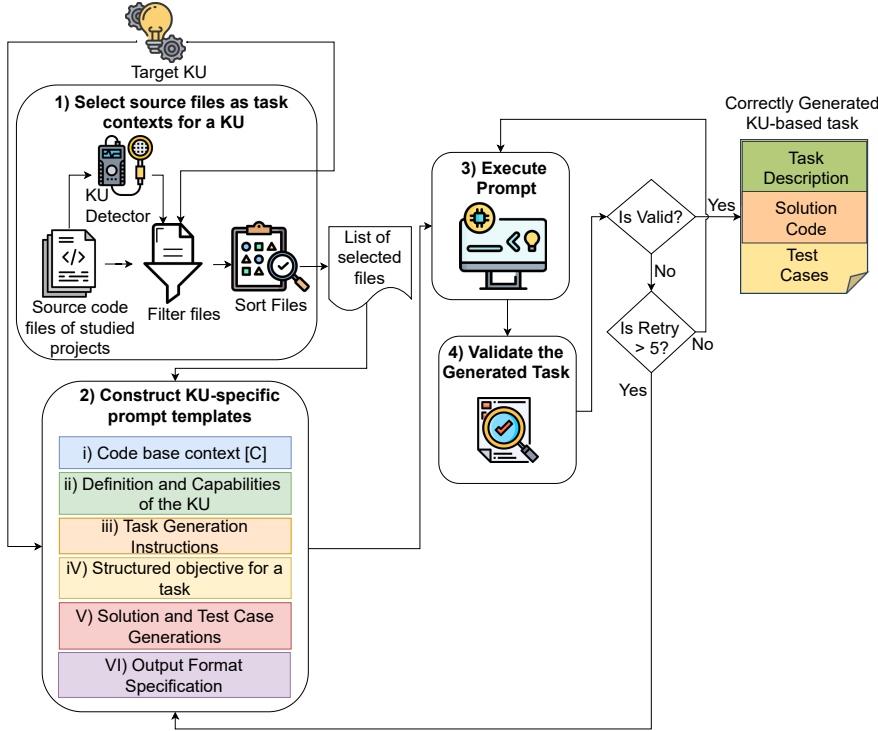 Target KU
1) Select source files as task
contexts for a KU
KU
Detector
</>
Source code
files of studied
projects
Filter files
Sort Files
List of
selected
files
2) Construct KU-specific
prompt templates
i) Code base context [C]
ii) Definition and Capabilities
of the KU
iii) Task Generation
Instructions
iV) Structured objective for a
task
V) Solution and Test Case
Generations
VI) Output Format
Specification
3) Execute
Prompt
4) Validate the
Generated Task
Is Valid?
Yes
No
Is Retry
> 5?
No
Yes
Correctly Generated
KU-based task
Task
Description
Solution
Code
Test
Cases